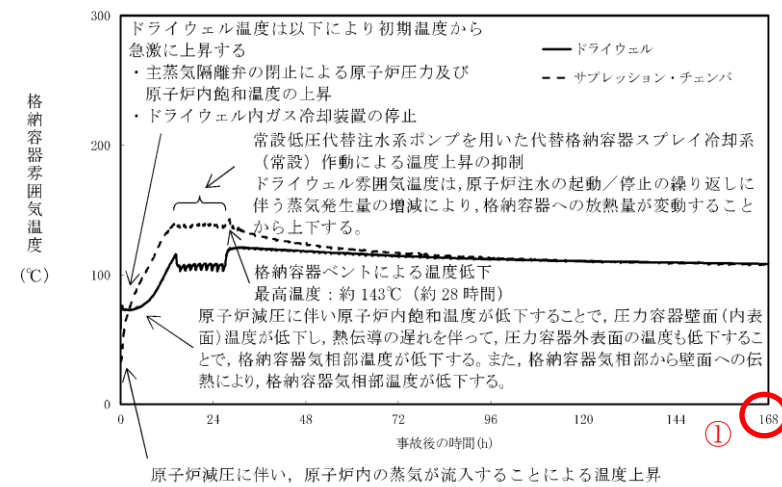 300
ドライウェル温度は以下により初期温度から
急激に上昇する
・主蒸気隔離弁の閉止による原子炉圧力及び
原子炉内飽和温度の上昇
・ドライウェル内ガス冷却装置の停止
ドライウェル
サプレッション・チェンバ
格納容器雰囲気温度
(℃)
200
常設低圧代替注水系ポンプを用いた代替格納容器スプレイ冷却系
（常設）作動による温度上昇の抑制
ドライウェル雰囲気温度は，原子炉注水の起動／停止の繰り返しに
伴う蒸気発生量の増減により，格納容器への放熱量が変動すること
から上下する。
100
格納容器ベントによる温度低下
最高温度：約 143℃（約 28 時間）
原子炉減圧に伴い原子炉内飽和温度が低下することで，圧力容器壁面（内表
面）温度が低下し，熱伝導の遅れを伴って，圧力容器外表面の温度も低下するこ
とで，格納容器気相部温度が低下する。また，格納容器気相部から壁面への伝
熱により，格納容器気相部温度が低下する。
0
0 24 48 72 96 120 144 168
事故後の時間(h)
①
原子炉減圧に伴い，原子炉内の蒸気が流入することによる温度上昇